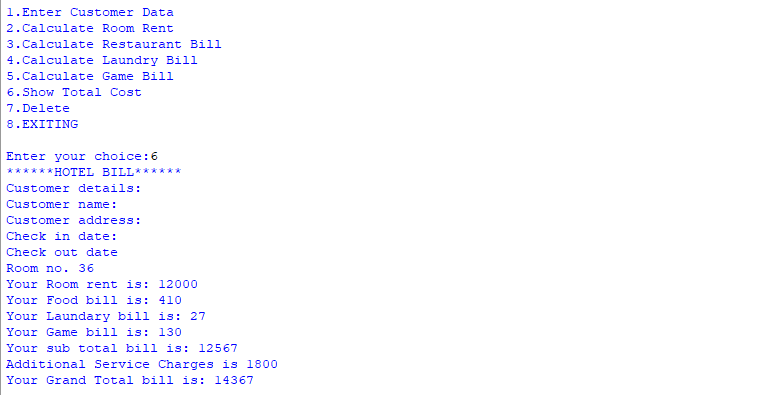 1.Enter Customer Data
2.Calculate Room Rent
3.Calculate Restaurant Bill
4.Calculate Laundry Bill
5.Calculate Game Bill
6.Show Total Cost
7.Delete
8.EXITING
Enter your choice:6
******HOTEL BILL******
Customer details:
Customer name:
Customer address:
Check in date:
Check out date
Room no. 36
Your Room rent is: 12000
Your Food bill is: 410
Your Laundary bill is: 27
Your Game bill is: 130
Your sub total bill is: 12567
Additional Service Charges is 1800
Your Grand Total bill is: 14367